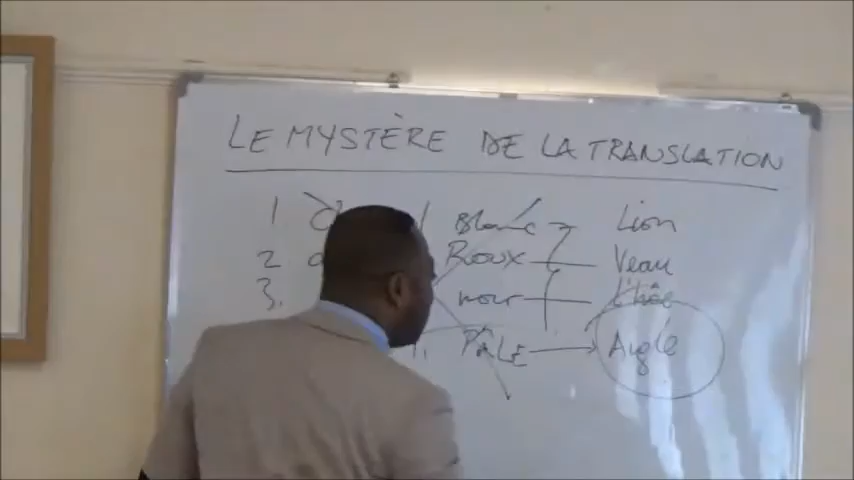 LE MYSTÈRE DE LA TRANSLATION
1 Blanc Lion
2 Roux Veau
3. noir
PALE Aigle